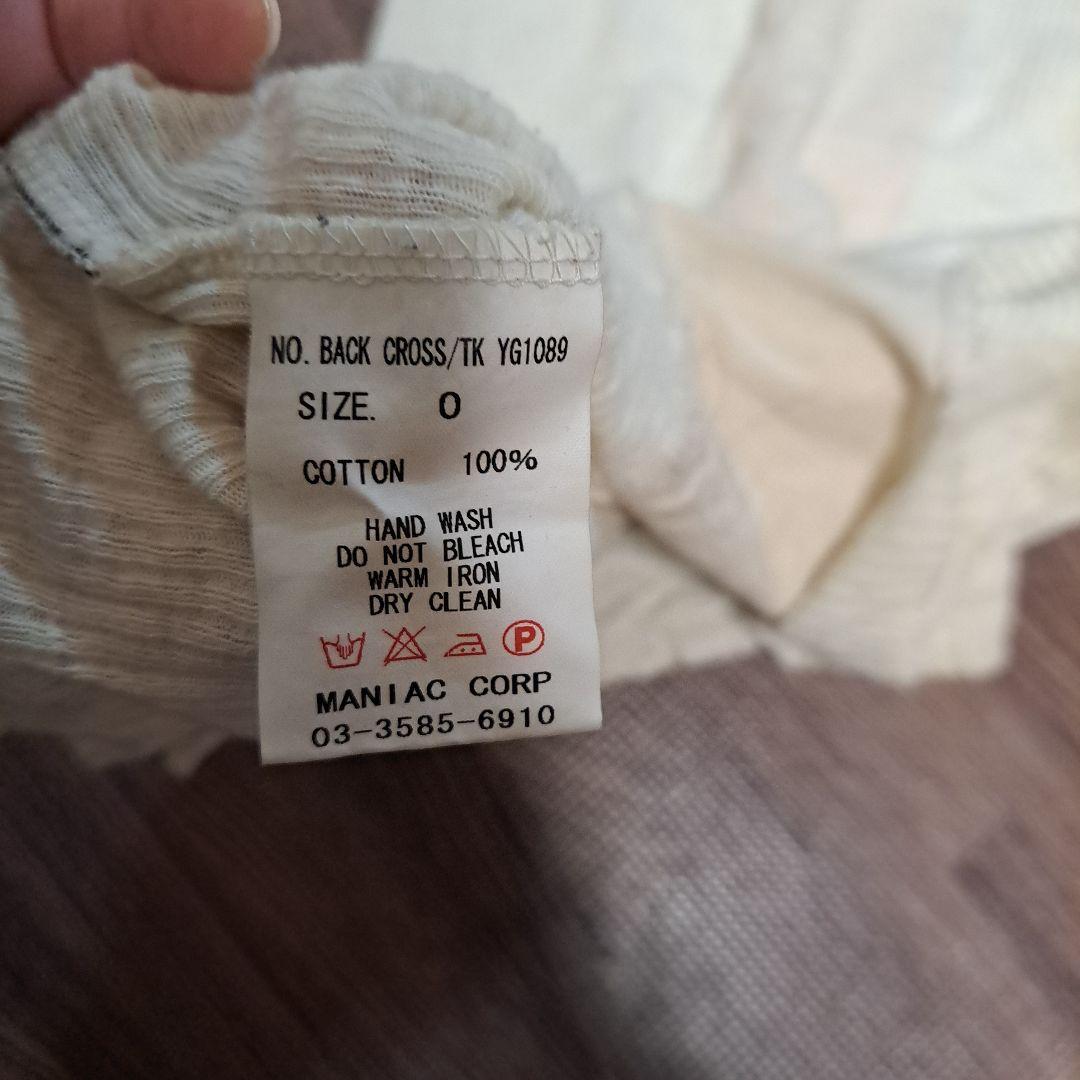 NO. BACK CROSS/TK YG1089
SIZE. 0
COTTON 100%
HAND WASH
DO NOT BLEACH
WARM IRON
DRY CLEAN
P
MANIAC CORP
03-3585-6910